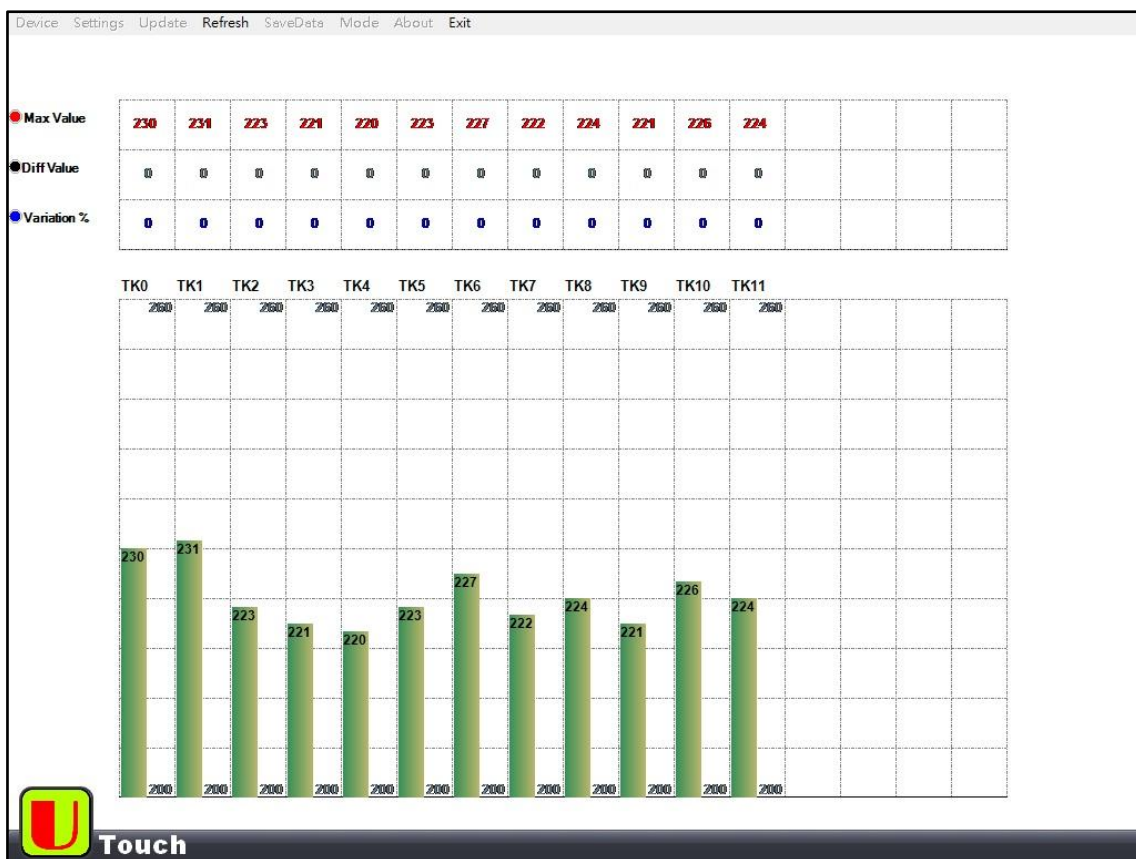 Device Settings Update Refresh SaveData Mode About Exit
Max Value 230 231 223 221 220 223 227 222 224 221 226 224
Diff Value 0 0 0 0 0 0 0 0 0 0 0 0
Variation % 0 0 0 0 0 0 0 0 0 0 0 0
TK0 TK1 TK2 TK3 TK4 TK5 TK6 TK7 TK8 TK9 TK10 TK11
260 260 260 260 260 260 260 260 260 260 260 260
230 231 223 221 220 223 227 222 224 221 226 224
200 200 200 200 200 200 200 200 200 200 200 200
U Touch